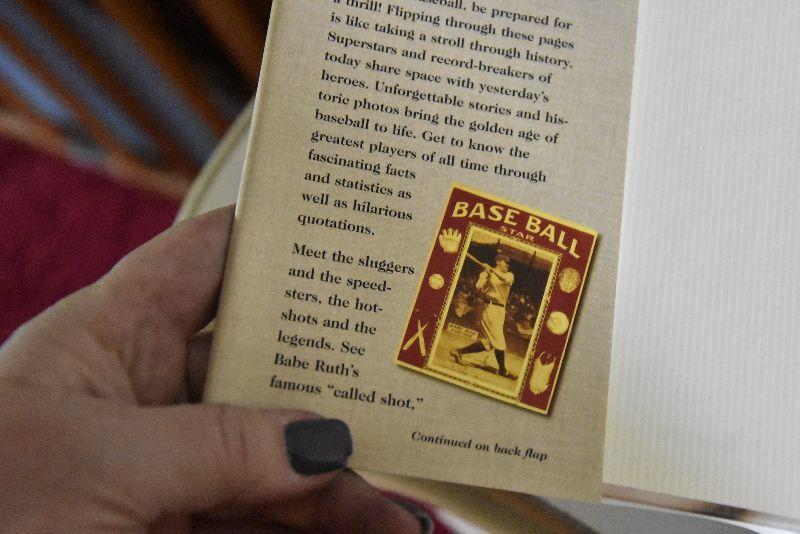 baseball, be prepared for
a thrill! Flipping through these pages
is like taking a stroll through history.
Superstars and record-breakers of
today share space with yesterday's
heroes. Unforgettable stories and his-
toric photos bring the golden age of
baseball to life. Get to know the
greatest players of all time through
fascinating facts
and statistics as
well as hilarious
quotations.
Meet the sluggers
and the speed-
sters, the hot-
shots and the
legends. See
Babe Ruth's
famous "called shot,"
BASE BALL
STAR
Continued on back flap